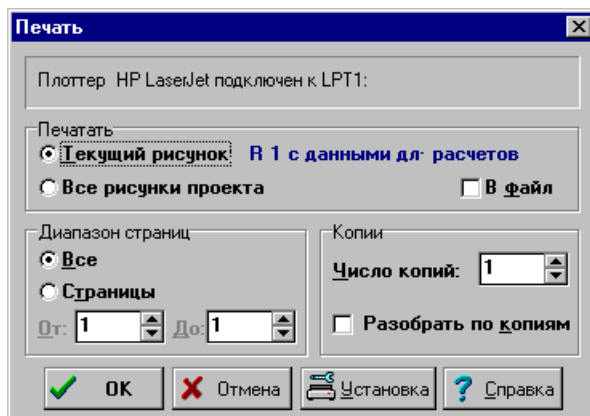 Печать
Плоттер HP LaserJet подключен к LPT1:
Печатать
Текущий рисунок R 1 с данными дл· расчетов
Все рисунки проекта В файл
Диапазон страниц
Все
Страницы
От: 1 До: 1
Копии
Число копий: 1
Разобрать по копиям
OK Отмена Установка Справка